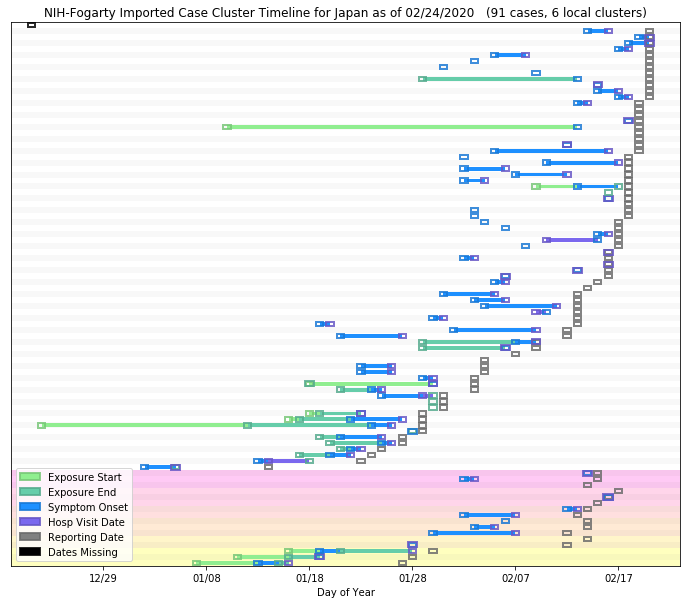 NIH-Fogarty Imported Case Cluster Timeline for Japan as of 02/24/2020 (91 cases, 6 local clusters)
Exposure Start
Exposure End
Symptom Onset
Hosp Visit Date
Reporting Date
Dates Missing
12/29 01/08 01/18 01/28 02/07 02/17
Day of Year